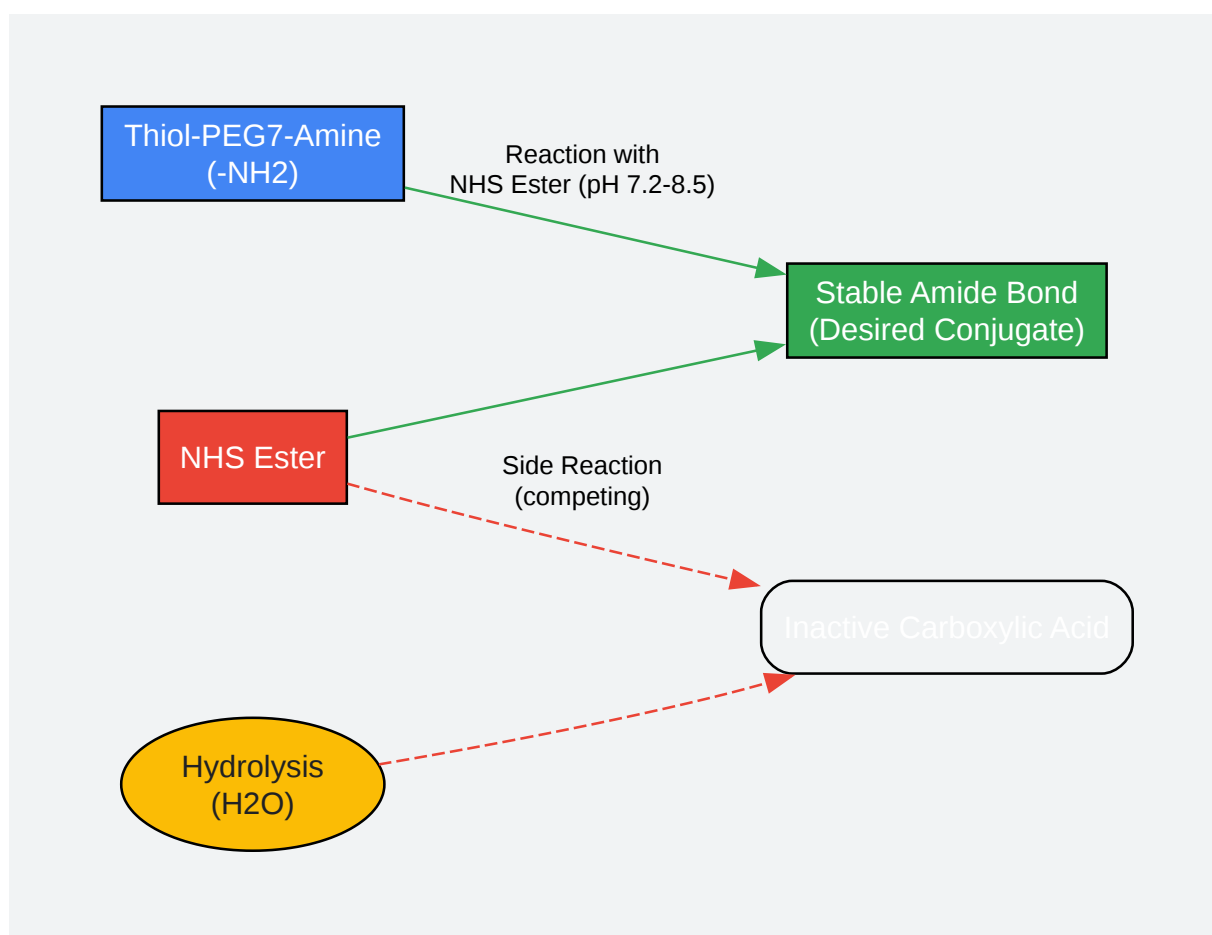 Thiol-PEG7-Amine
(-NH2)
Reaction with
NHS Ester (pH 7.2-8.5)
Stable Amide Bond
(Desired Conjugate)
NHS Ester
Side Reaction
(competing)
Inactive Carboxylic Acid
Hydrolysis
(H2O)